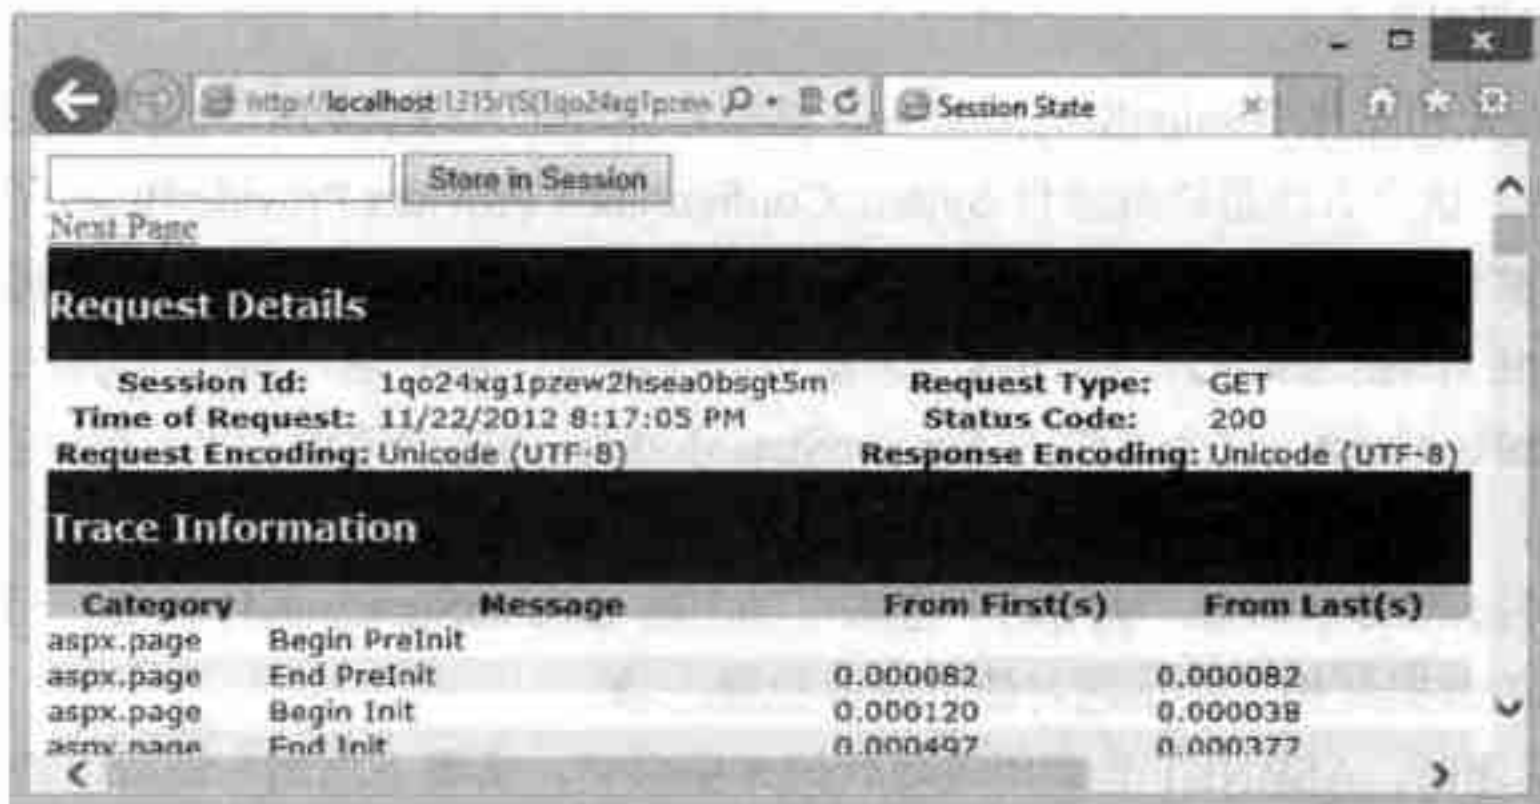 http://localhost:1315/(S(1qo24xg1pzew
Session State
Store in Session
Next Page
Request Details
Session Id: 1qo24xg1pzew2hsea0bsgt5m Request Type: GET
Time of Request: 11/22/2012 8:17:05 PM Status Code: 200
Request Encoding: Unicode (UTF-8) Response Encoding: Unicode (UTF-8)
Trace Information
Category Message From First(s) From Last(s)
aspx.page Begin PreInit
aspx.page End PreInit 0.000082 0.000082
aspx.page Begin Init 0.000120 0.000038
aspx.page End Init 0.000497 0.000377